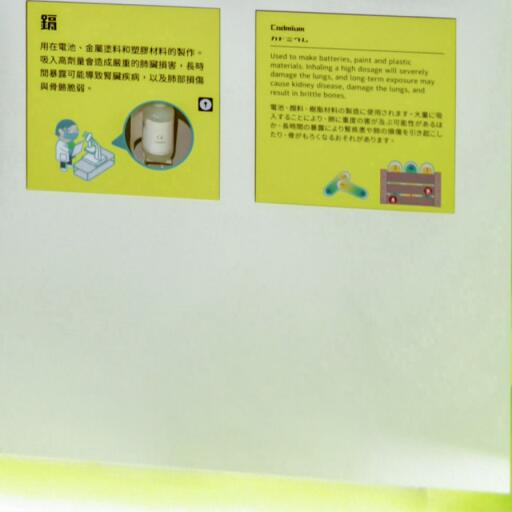 鎘
用在電池、金屬塗料和塑膠材料的製作。
吸入高劑量會造成嚴重的肺臟損害,長時
間暴露可能導致腎臟疾病,以及肺部損傷
與骨骼脆弱。
Cadmium
カドミウム
Used to make batteries, paint and plastic
materials. Inhaling a high dosage will severely
damage the lungs, and long-term exposure may
cause kidney disease, damage the lungs, and
result in brittle bones.
電池・顔料・樹脂材料の製造に使用されます。大量に吸
入することにより、肺に重度の害が及ぶ可能性があるほ
か、長時間の暴露により腎疾患や肺の損傷を引き起こし
たり、骨がもろくなるおそれがあります。